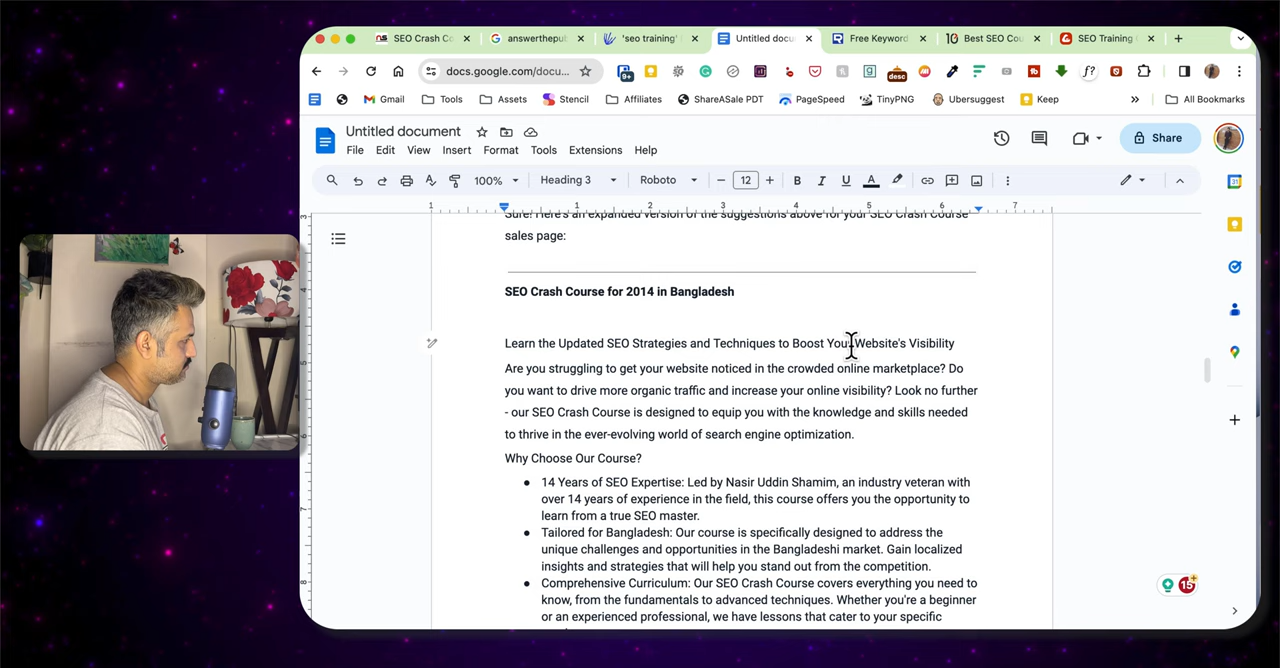 SEO Crash Co
answerthepu
'seo training'
Untitled docu
Free Keyword
Best SEO Cou
SEO Training
docs.google.com/docu...
9+
desc
Gmail
Tools
Assets
Stencil
Affiliates
ShareASale PDT
PageSpeed
TinyPNG
Ubersuggest
Keep
All Bookmarks
Untitled document
File Edit View Insert Format Tools Extensions Help
Share
100%
Heading 3
Roboto
12
1 1 2 3 4 5 6 7
Sure! Here's an expanded version of the suggestions above for your SEO Crash Course
sales page:
SEO Crash Course for 2014 in Bangladesh
Learn the Updated SEO Strategies and Techniques to Boost Your Website's Visibility
Are you struggling to get your website noticed in the crowded online marketplace? Do
you want to drive more organic traffic and increase your online visibility? Look no further
- our SEO Crash Course is designed to equip you with the knowledge and skills needed
to thrive in the ever-evolving world of search engine optimization.
Why Choose Our Course?
● 14 Years of SEO Expertise: Led by Nasir Uddin Shamim, an industry veteran with
over 14 years of experience in the field, this course offers you the opportunity to
learn from a true SEO master.
● Tailored for Bangladesh: Our course is specifically designed to address the
unique challenges and opportunities in the Bangladeshi market. Gain localized
insights and strategies that will help you stand out from the competition.
● Comprehensive Curriculum: Our SEO Crash Course covers everything you need to
know, from the fundamentals to advanced techniques. Whether you're a beginner
or an experienced professional, we have lessons that cater to your specific
15